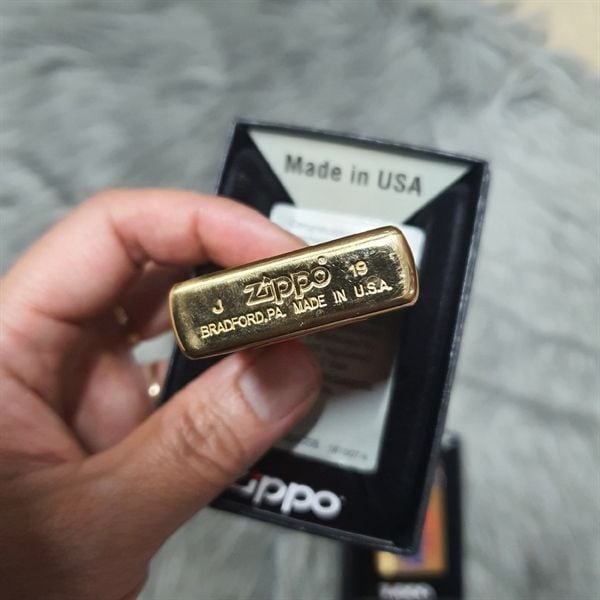 Made in USA
J zippo 19
BRADFORD,PA. MADE IN U.S.A.
zippo